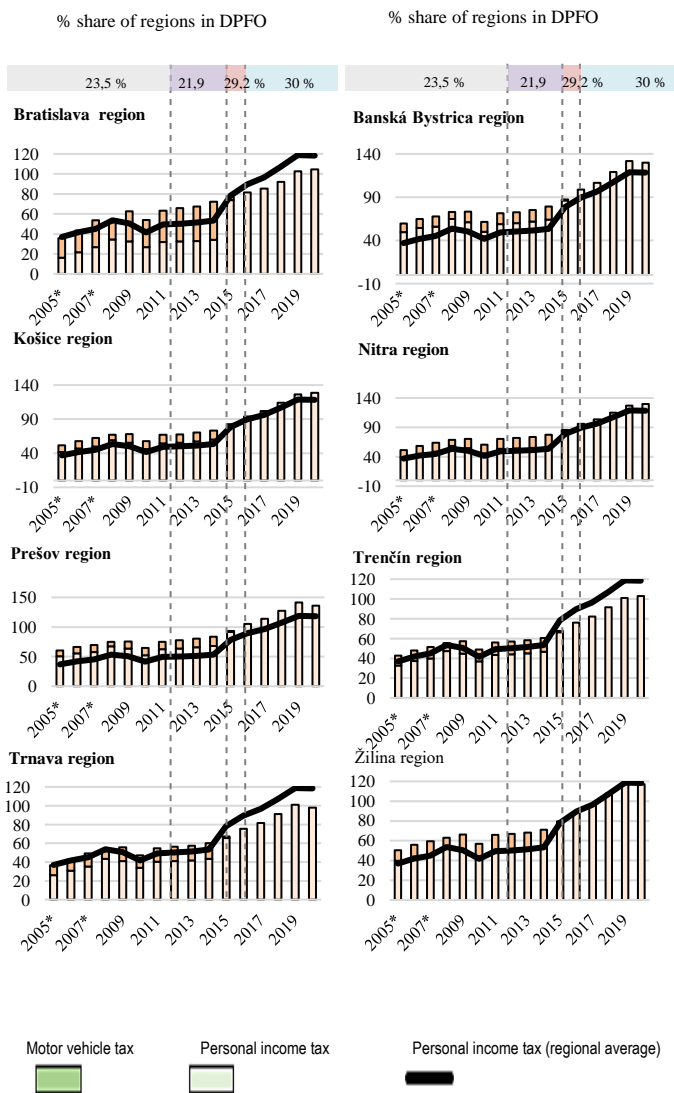 % share of regions in DPFO
% share of regions in DPFO
23,5 % 21,9 29,2 % 30 %
23,5 % 21,9 29,2 % 30 %
Bratislava region
120
100
80
60
40
20
0
2005* 2007* 2009 2011 2013 2015 2017 2019
Banská Bystrica region
140
90
40
-10
2005* 2007* 2009 2011 2013 2015 2017 2019
Košice region
140
90
40
-10
2005* 2007* 2009 2011 2013 2015 2017 2019
Nitra region
140
90
40
-10
2005* 2007* 2009 2011 2013 2015 2017 2019
Prešov region
150
100
50
0
2005* 2007* 2009 2011 2013 2015 2017 2019
Trenčín region
120
100
80
60
40
20
0
2005* 2007* 2009 2011 2013 2015 2017 2019
Trnava region
120
100
80
60
40
20
0
2005* 2007* 2009 2011 2013 2015 2017 2019
Žilina region
120
100
80
60
40
20
0
2005* 2007* 2009 2011 2013 2015 2017 2019
Motor vehicle tax Personal income tax Personal income tax (regional average)